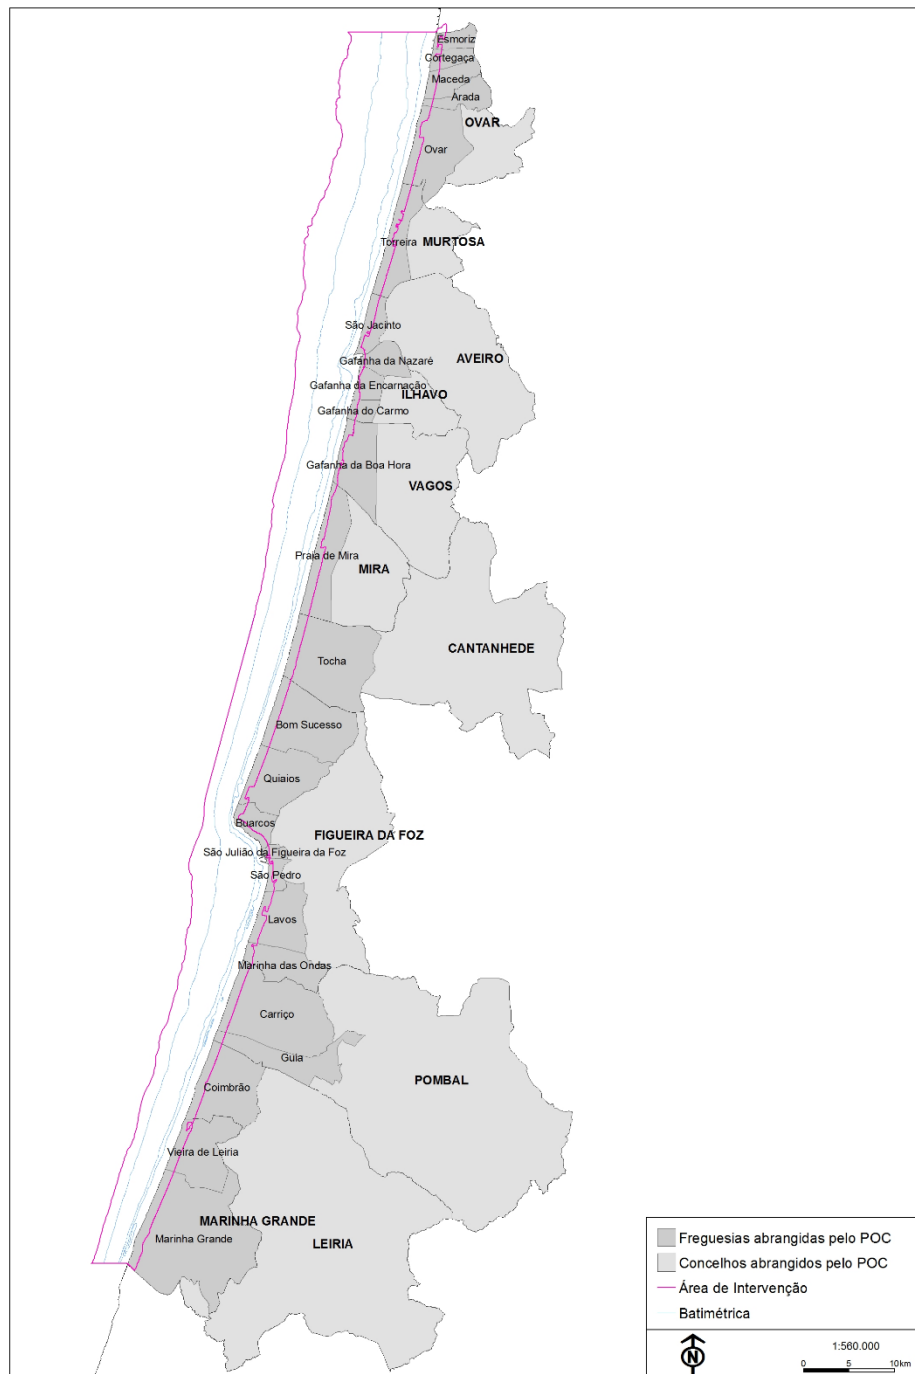 Esmoriz
Cortegaça
Maceda
Arada
OVAR
Ovar
Torreira
MURTOSA
São Jacinto
Gafanha da Nazaré
AVEIRO
Gafanha da Encarnação
ILHAVO
Gafanha do Carmo
Gafanha da Boa Hora
VAGOS
Praia de Mira
MIRA
CANTANHEDE
Tocha
Bom Sucesso
Quiaios
Buarcos
FIGUEIRA DA FOZ
São Julião da Figueira da Foz
São Pedro
Lavos
Marinha das Ondas
Carriço
Guia
POMBAL
Coimbrão
Vieira de Leiria
MARINHA GRANDE
Marinha Grande
LEIRIA
Freguesias abrangidas pelo POC
Concelhos abrangidos pelo POC
Área de Intervenção
Batimétrica
N
1:560.000
0 5 10km